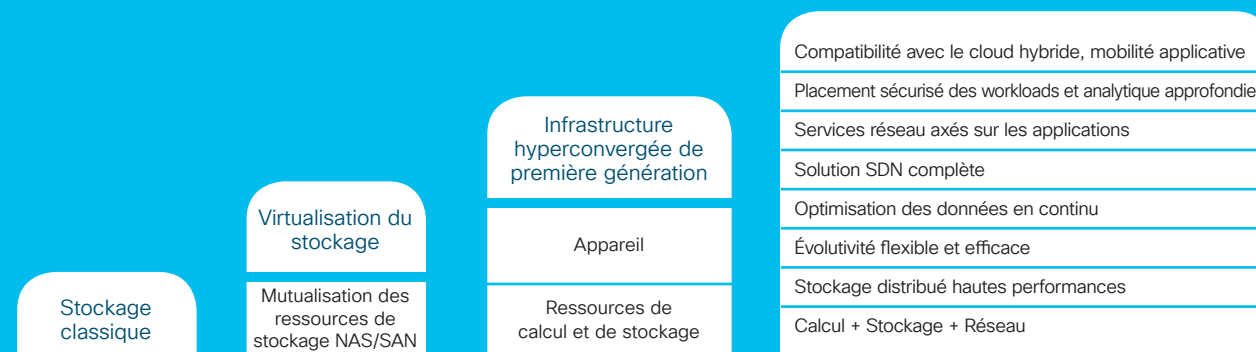 Stockage
classique
Virtualisation du
stockage
Mutualisation des
ressources de
stockage NAS/SAN
Infrastructure
hyperconvergée de
première génération
Appareil
Ressources de
calcul et de stockage
Compatibilité avec le cloud hybride, mobilité applicative
Placement sécurisé des workloads et analytique approfondie
Services réseau axés sur les applications
Solution SDN complète
Optimisation des données en continu
Évolutivité flexible et efficace
Stockage distribué hautes performances
Calcul + Stockage + Réseau